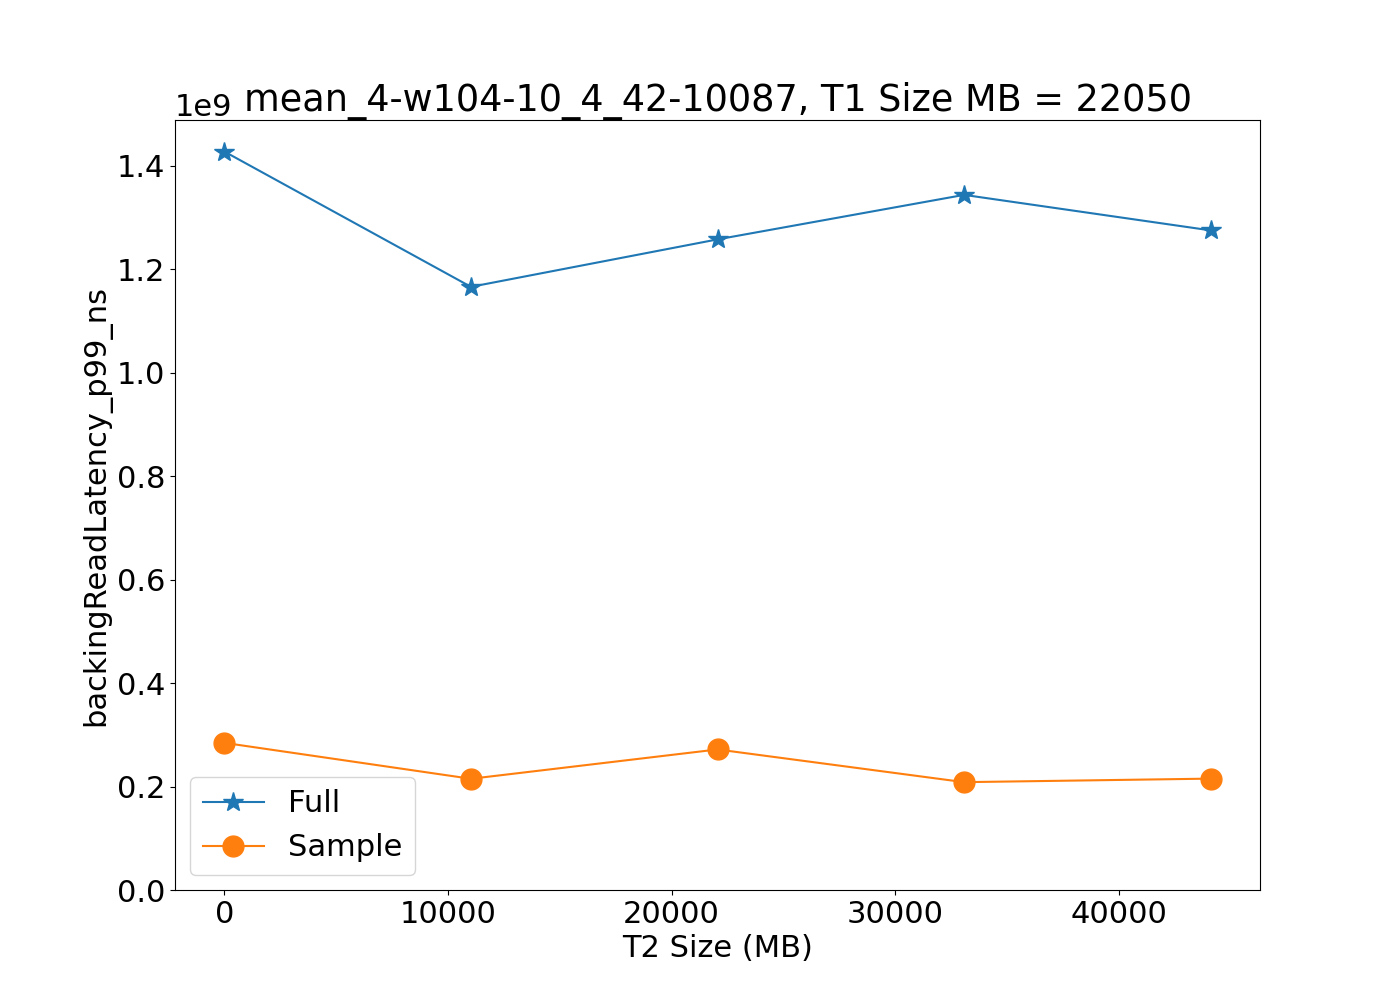 1e9
mean_4-w104-10_4_42-10087, T1 Size MB = 22050
1.4
1.2
1.0
0.8
0.6
0.4
0.2
0.0
backingReadLatency_p99_ns
Full
Sample
0 10000 20000 30000 40000
T2 Size (MB)